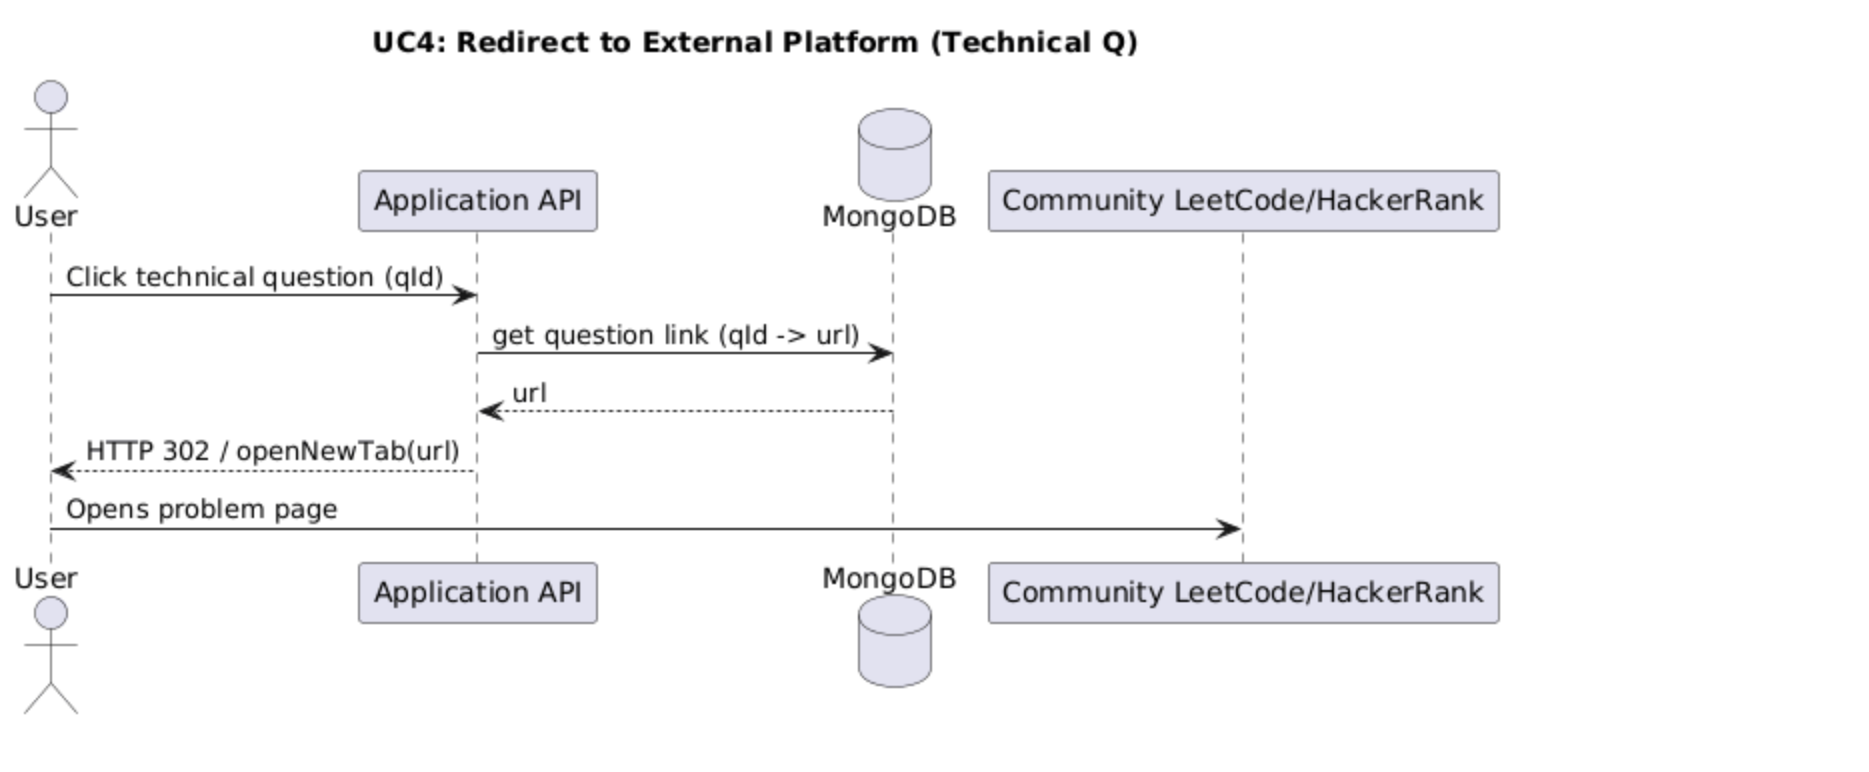 UC4: Redirect to External Platform (Technical Q)
User
Application API
MongoDB
Community LeetCode/HackerRank
Click technical question (qId)
get question link (qId -> url)
url
HTTP 302 / openNewTab(url)
Opens problem page
User
Application API
MongoDB
Community LeetCode/HackerRank